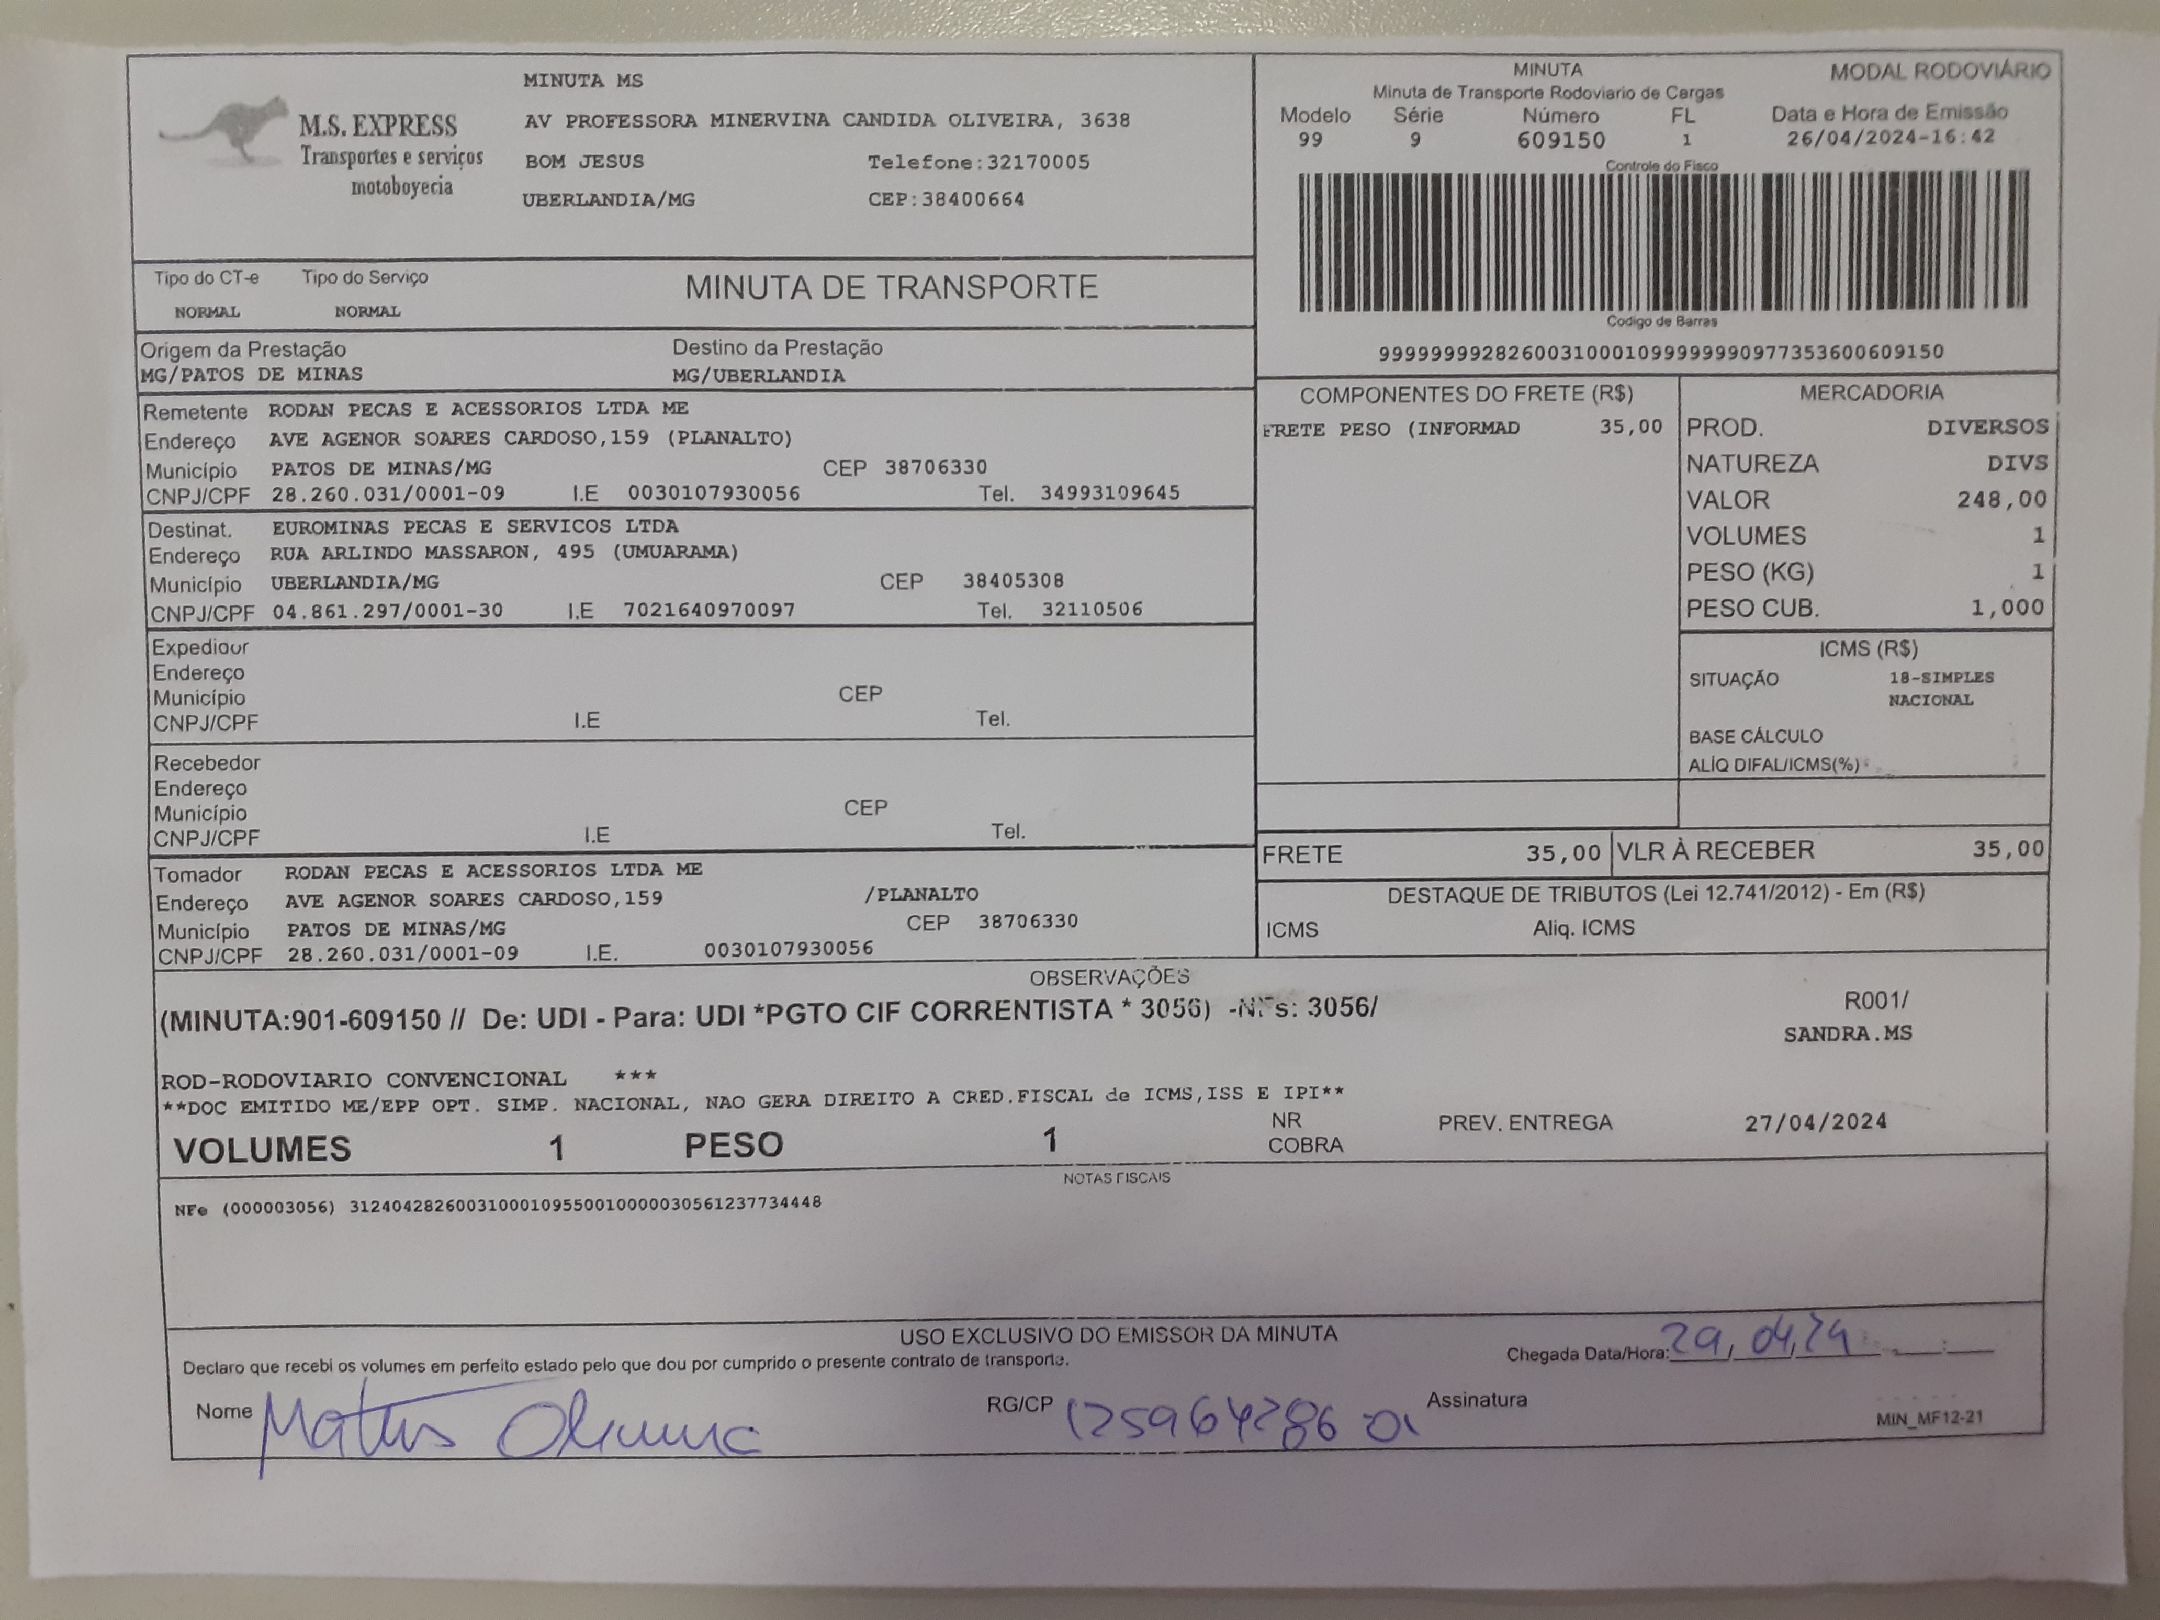 M.S. EXPRESS
Transportes e serviços
motoboyecia
MINUTA MS
AV PROFESSORA MINERVINA CANDIDA OLIVEIRA, 3638
BOM JESUS Telefone:32170005
UBERLANDIA/MG CEP:38400664
MINUTA MODAL RODOVIÁRIO
Minuta de Transporte Rodoviario de Cargas
Modelo Série Número FL Data e Hora de Emissão
99 9 609150 1 26/04/2024-16:42
Controle do Fisco
Codigo de Barras
99999999282600310001099999999097735360060​9150
Tipo do CT-e Tipo do Serviço
NORMAL NORMAL
MINUTA DE TRANSPORTE
Origem da Prestação Destino da Prestação
MG/PATOS DE MINAS MG/UBERLANDIA
Remetente RODAN PECAS E ACESSORIOS LTDA ME
Endereço AVE AGENOR SOARES CARDOSO,159 (PLANALTO)
Município PATOS DE MINAS/MG CEP 38706330
CNPJ/CPF 28.260.031/0001-09 I.E 0030107930056 Tel. 34993109645
Destinat. EUROMINAS PECAS E SERVICOS LTDA
Endereço RUA ARLINDO MASSARON, 495 (UMUARAMA)
Município UBERLANDIA/MG CEP 38405308
CNPJ/CPF 04.861.297/0001-30 I.E 7021640970097 Tel. 32110506
Expedidor
Endereço
Município CEP
CNPJ/CPF I.E Tel.
Recebedor
Endereço
Município CEP
CNPJ/CPF I.E Tel.
Tomador RODAN PECAS E ACESSORIOS LTDA ME
Endereço AVE AGENOR SOARES CARDOSO,159 /PLANALTO
Município PATOS DE MINAS/MG CEP 38706330
CNPJ/CPF 28.260.031/0001-09 I.E. 0030107930056
COMPONENTES DO FRETE (R$)
FRETE PESO (INFORMAD 35,00
MERCADORIA
PROD. DIVERSOS
NATUREZA DIVS
VALOR 248,00
VOLUMES 1
PESO (KG) 1
PESO CUB. 1,000
ICMS (R$)
SITUAÇÃO 18-SIMPLES
NACIONAL
BASE CÁLCULO
ALÍQ DIFAL/ICMS(%)
FRETE 35,00 VLR À RECEBER 35,00
DESTAQUE DE TRIBUTOS (Lei 12.741/2012) - Em (R$)
ICMS Aliq. ICMS
OBSERVAÇÕES
(MINUTA:901-609150 // De: UDI - Para: UDI *PGTO CIF CORRENTISTA * 3056) -NFs: 3056/
R001/
SANDRA.MS
ROD-RODOVIARIO CONVENCIONAL ***
**DOC EMITIDO ME/EPP OPT. SIMP. NACIONAL, NAO GERA DIREITO A CRED.FISCAL de ICMS,ISS E IPI**
VOLUMES 1 PESO 1 NR COBRA PREV. ENTREGA 27/04/2024
NOTAS FISCAIS
NFe (000003056) 31240428260031000109550010000030561237734448
USO EXCLUSIVO DO EMISSOR DA MINUTA
Declaro que recebi os volumes em perfeito estado pelo que dou por cumprido o presente contrato de transporte.
Chegada Data/Hora: 29,04,24
Nome Mateus Oliveira RG/CP Assinatura
MIN_MF12-21